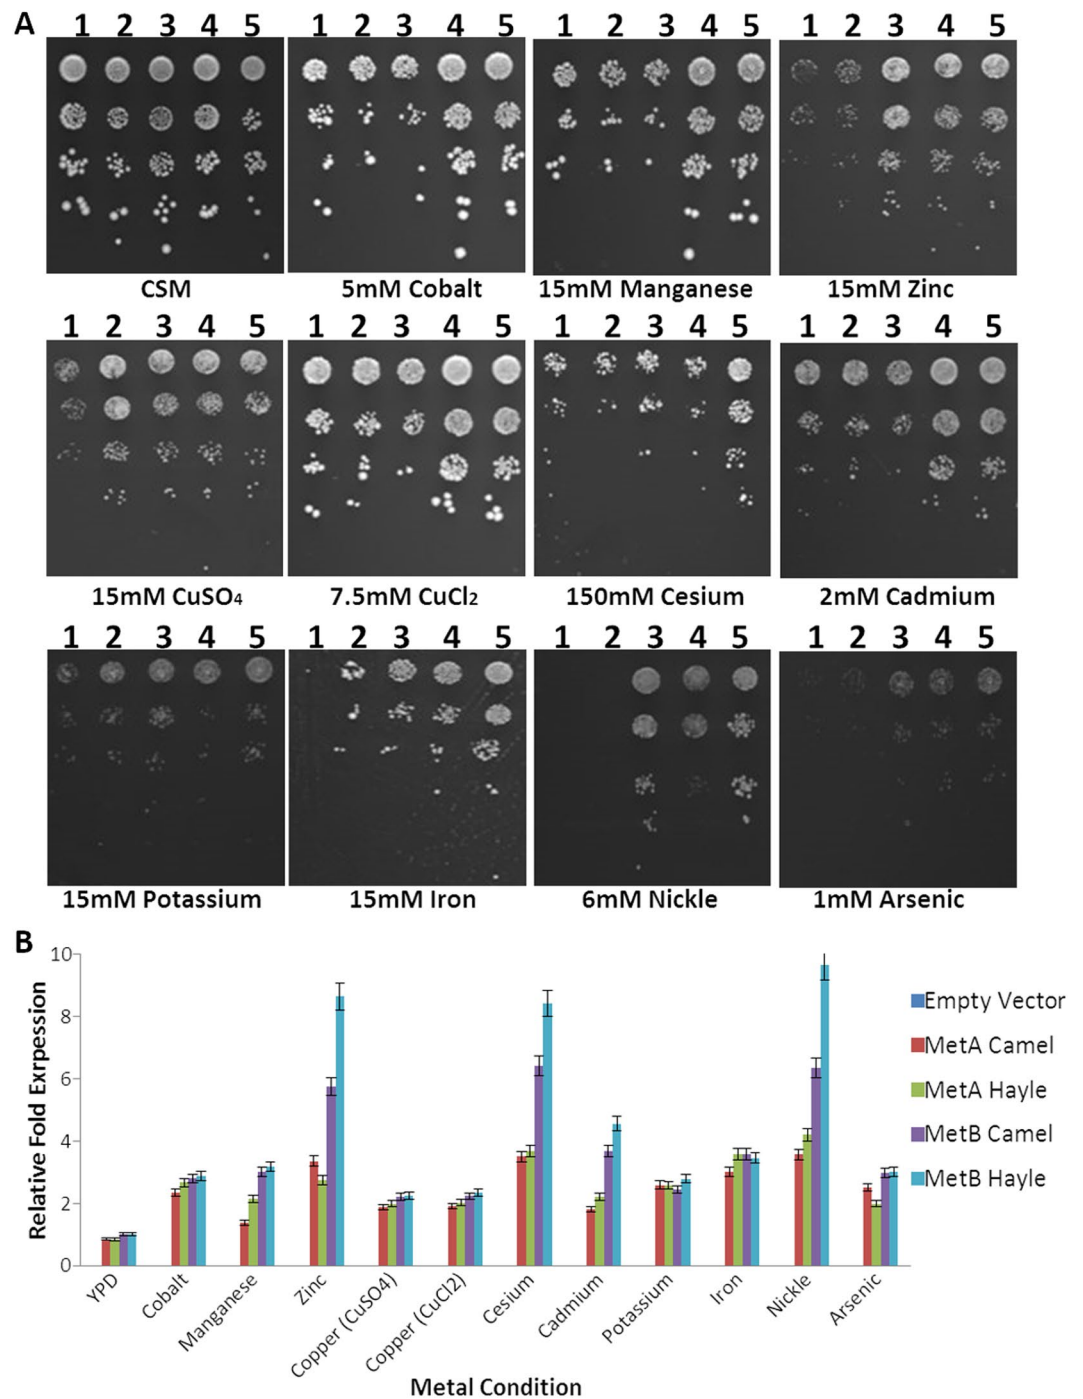 A
1 2 3 4 5 1 2 3 4 5 1 2 3 4 5 1 2 3 4 5
CSM 5mM Cobalt 15mM Manganese 15mM Zinc
1 2 3 4 5 1 2 3 4 5 1 2 3 4 5 1 2 3 4 5
15mM CuSO4 7.5mM CuCl2 150mM Cesium 2mM Cadmium
1 2 3 4 5 1 2 3 4 5 1 2 3 4 5 1 2 3 4 5
15mM Potassium 15mM Iron 6mM Nickle 1mM Arsenic
B
Relative Fold Exrpession
10
8
6
4
2
0
Empty Vector
MetA Camel
MetA Hayle
MetB Camel
MetB Hayle
YPD
Cobalt
Manganese
Zinc
Copper (CuSO4)
Copper (CuCl2)
Cesium
Cadmium
Potassium
Iron
Nickle
Arsenic
Metal Condition